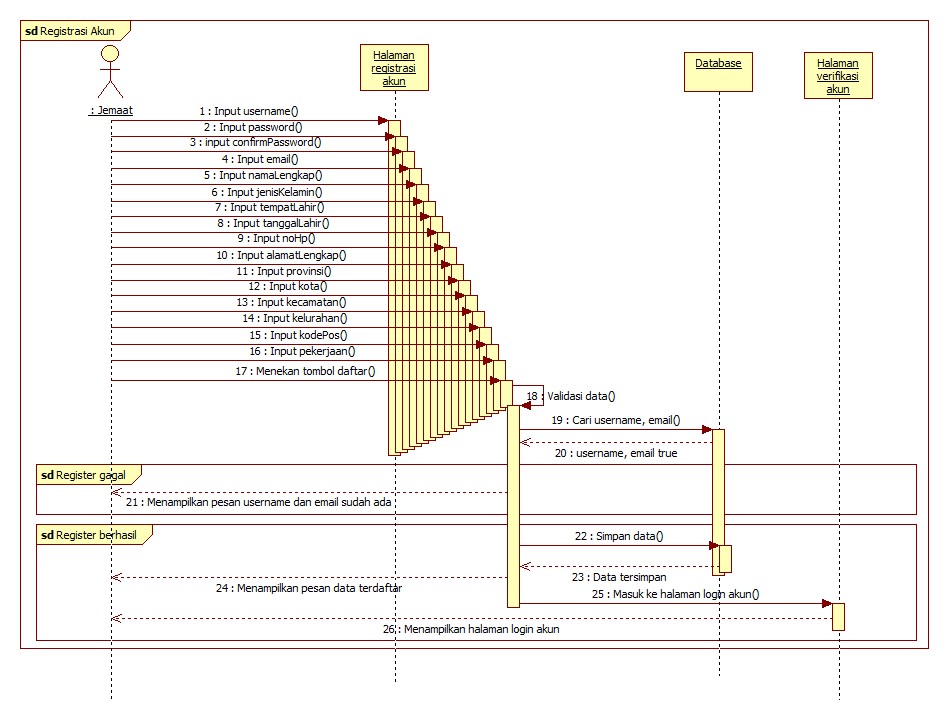 sd Registrasi Akun
: Jemaat
Halaman
registrasi
akun
Database
Halaman
verifikasi
akun
1 : Input username()
2 : Input password()
3 : input confirmPassword()
4 : Input email()
5 : Input namaLengkap()
6 : Input jenisKelamin()
7 : Input tempatLahir()
8 : Input tanggalLahir()
9 : Input noHp()
10 : Input alamatLengkap()
11 : Input provinsi()
12 : Input kota()
13 : Input kecamatan()
14 : Input kelurahan()
15 : Input kodePos()
16 : Input pekerjaan()
17 : Menekan tombol daftar()
18 : Validasi data()
19 : Cari username, email()
20 : username, email true
sd Register gagal
21 : Menampilkan pesan username dan email sudah ada
sd Register berhasil
22 : Simpan data()
23 : Data tersimpan
24 : Menampilkan pesan data terdaftar
25 : Masuk ke halaman login akun()
26 : Menampilkan halaman login akun